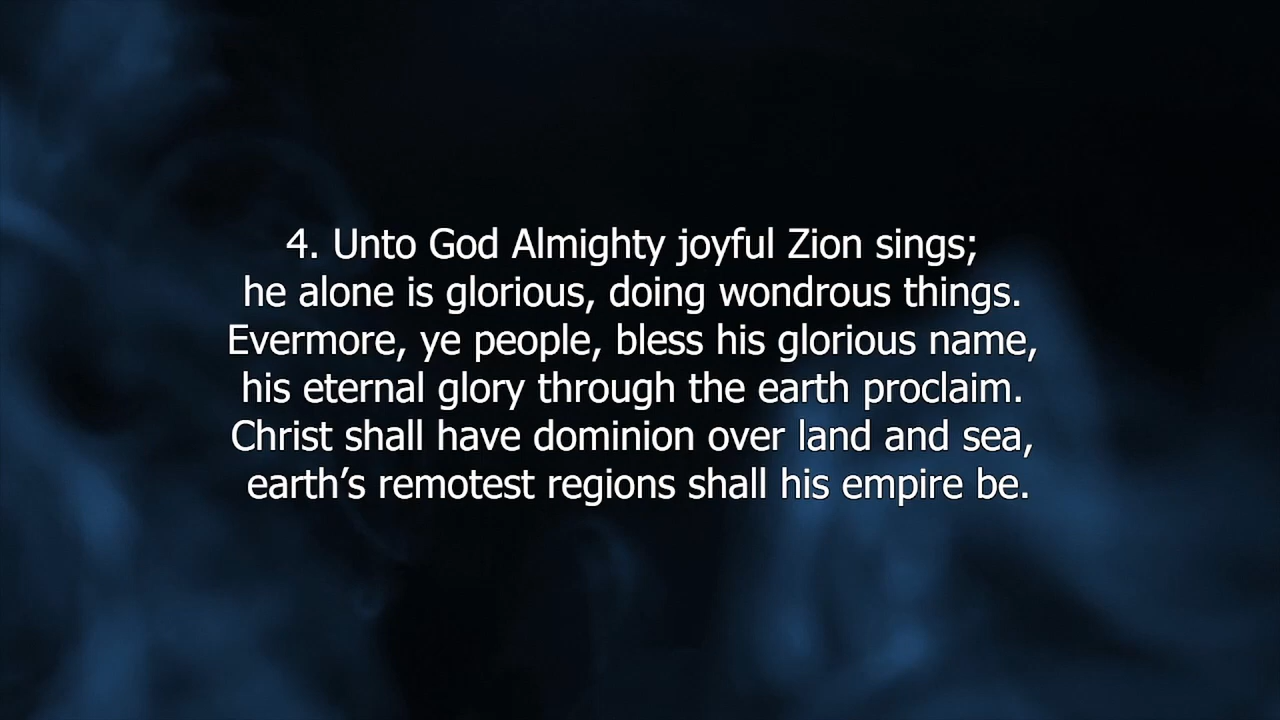 4. Unto God Almighty joyful Zion sings;
he alone is glorious, doing wondrous things.
Evermore, ye people, bless his glorious name,
his eternal glory through the earth proclaim.
Christ shall have dominion over land and sea,
earth’s remotest regions shall his empire be.